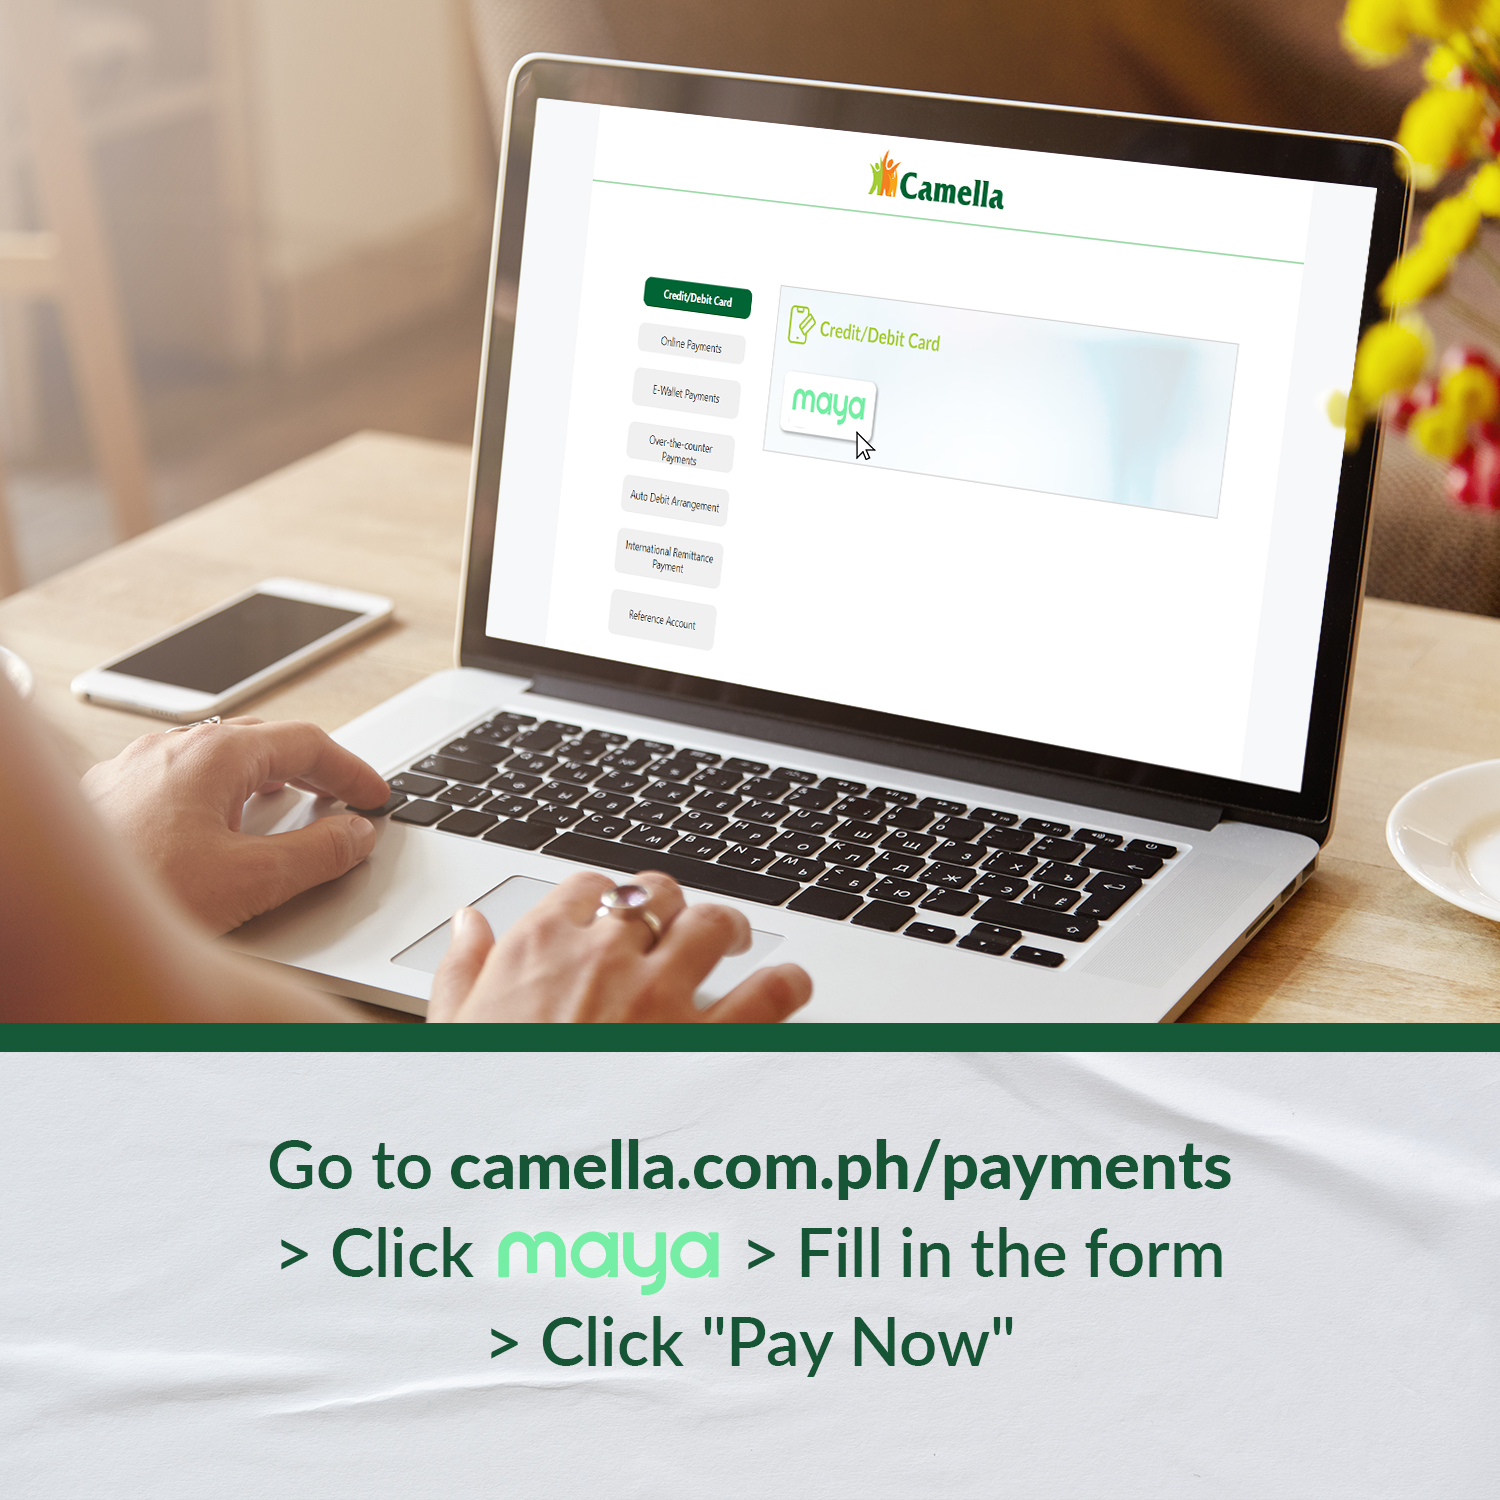 Camella
Credit/Debit Card
Online Payments
E-Wallet Payments
Over-the-counter
Payments
Auto Debit Arrangement
International Remittance
Payment
Reference Account
Credit/Debit Card
maya
Go to camella.com.ph/payments
> Click maya > Fill in the form
> Click "Pay Now"